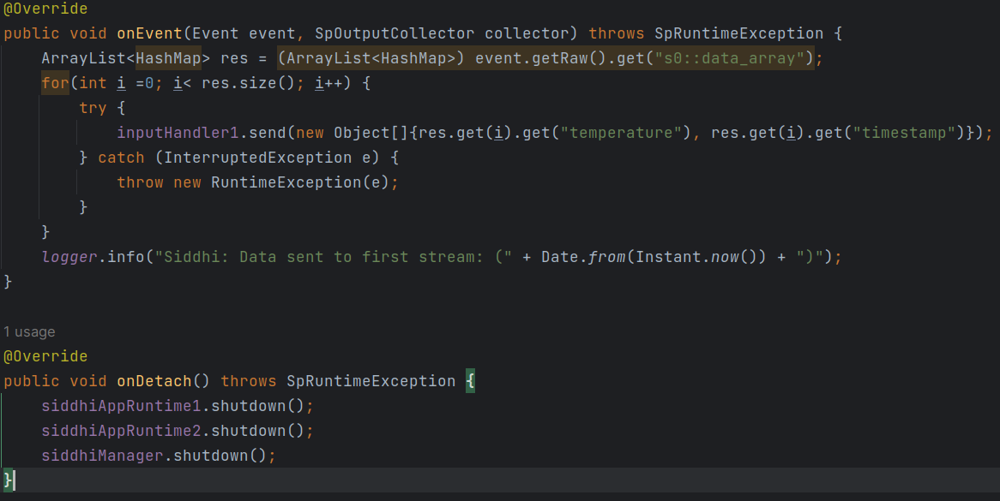 @Override
public void onEvent(Event event, SpOutputCollector collector) throws SpRuntimeException {
    ArrayList<HashMap> res = (ArrayList<HashMap>) event.getRaw().get("s0::data_array");
    for(int i =0; i< res.size(); i++) {
        try {
            inputHandler1.send(new Object[]{res.get(i).get("temperature"), res.get(i).get("timestamp")});
        } catch (InterruptedException e) {
            throw new RuntimeException(e);
        }
    }
    logger.info("Siddhi: Data sent to first stream: (" + Date.from(Instant.now()) + ")");
}
1 usage
@Override
public void onDetach() throws SpRuntimeException {
    siddhiAppRuntime1.shutdown();
    siddhiAppRuntime2.shutdown();
    siddhiManager.shutdown();
}